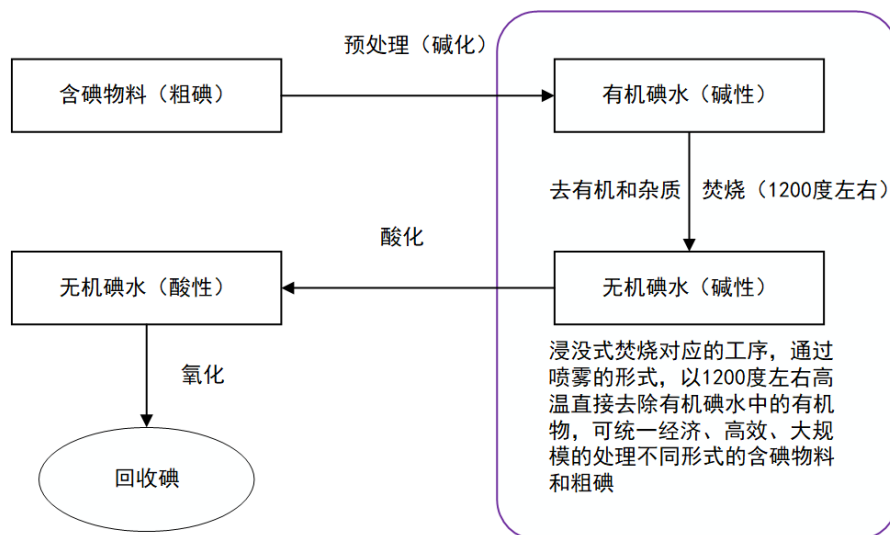 预处理（碱化）
含碘物料（粗碘）
有机碘水（碱性）
去有机和杂质
焚烧（1200度左右）
酸化
无机碘水（酸性）
无机碘水（碱性）
氧化
浸没式焚烧对应的工序，通过
喷雾的形式，以1200度左右高
温直接去除有机碘水中的有机
物，可统一经济、高效、大规
模的处理不同形式的含碘物料
和粗碘
回收碘